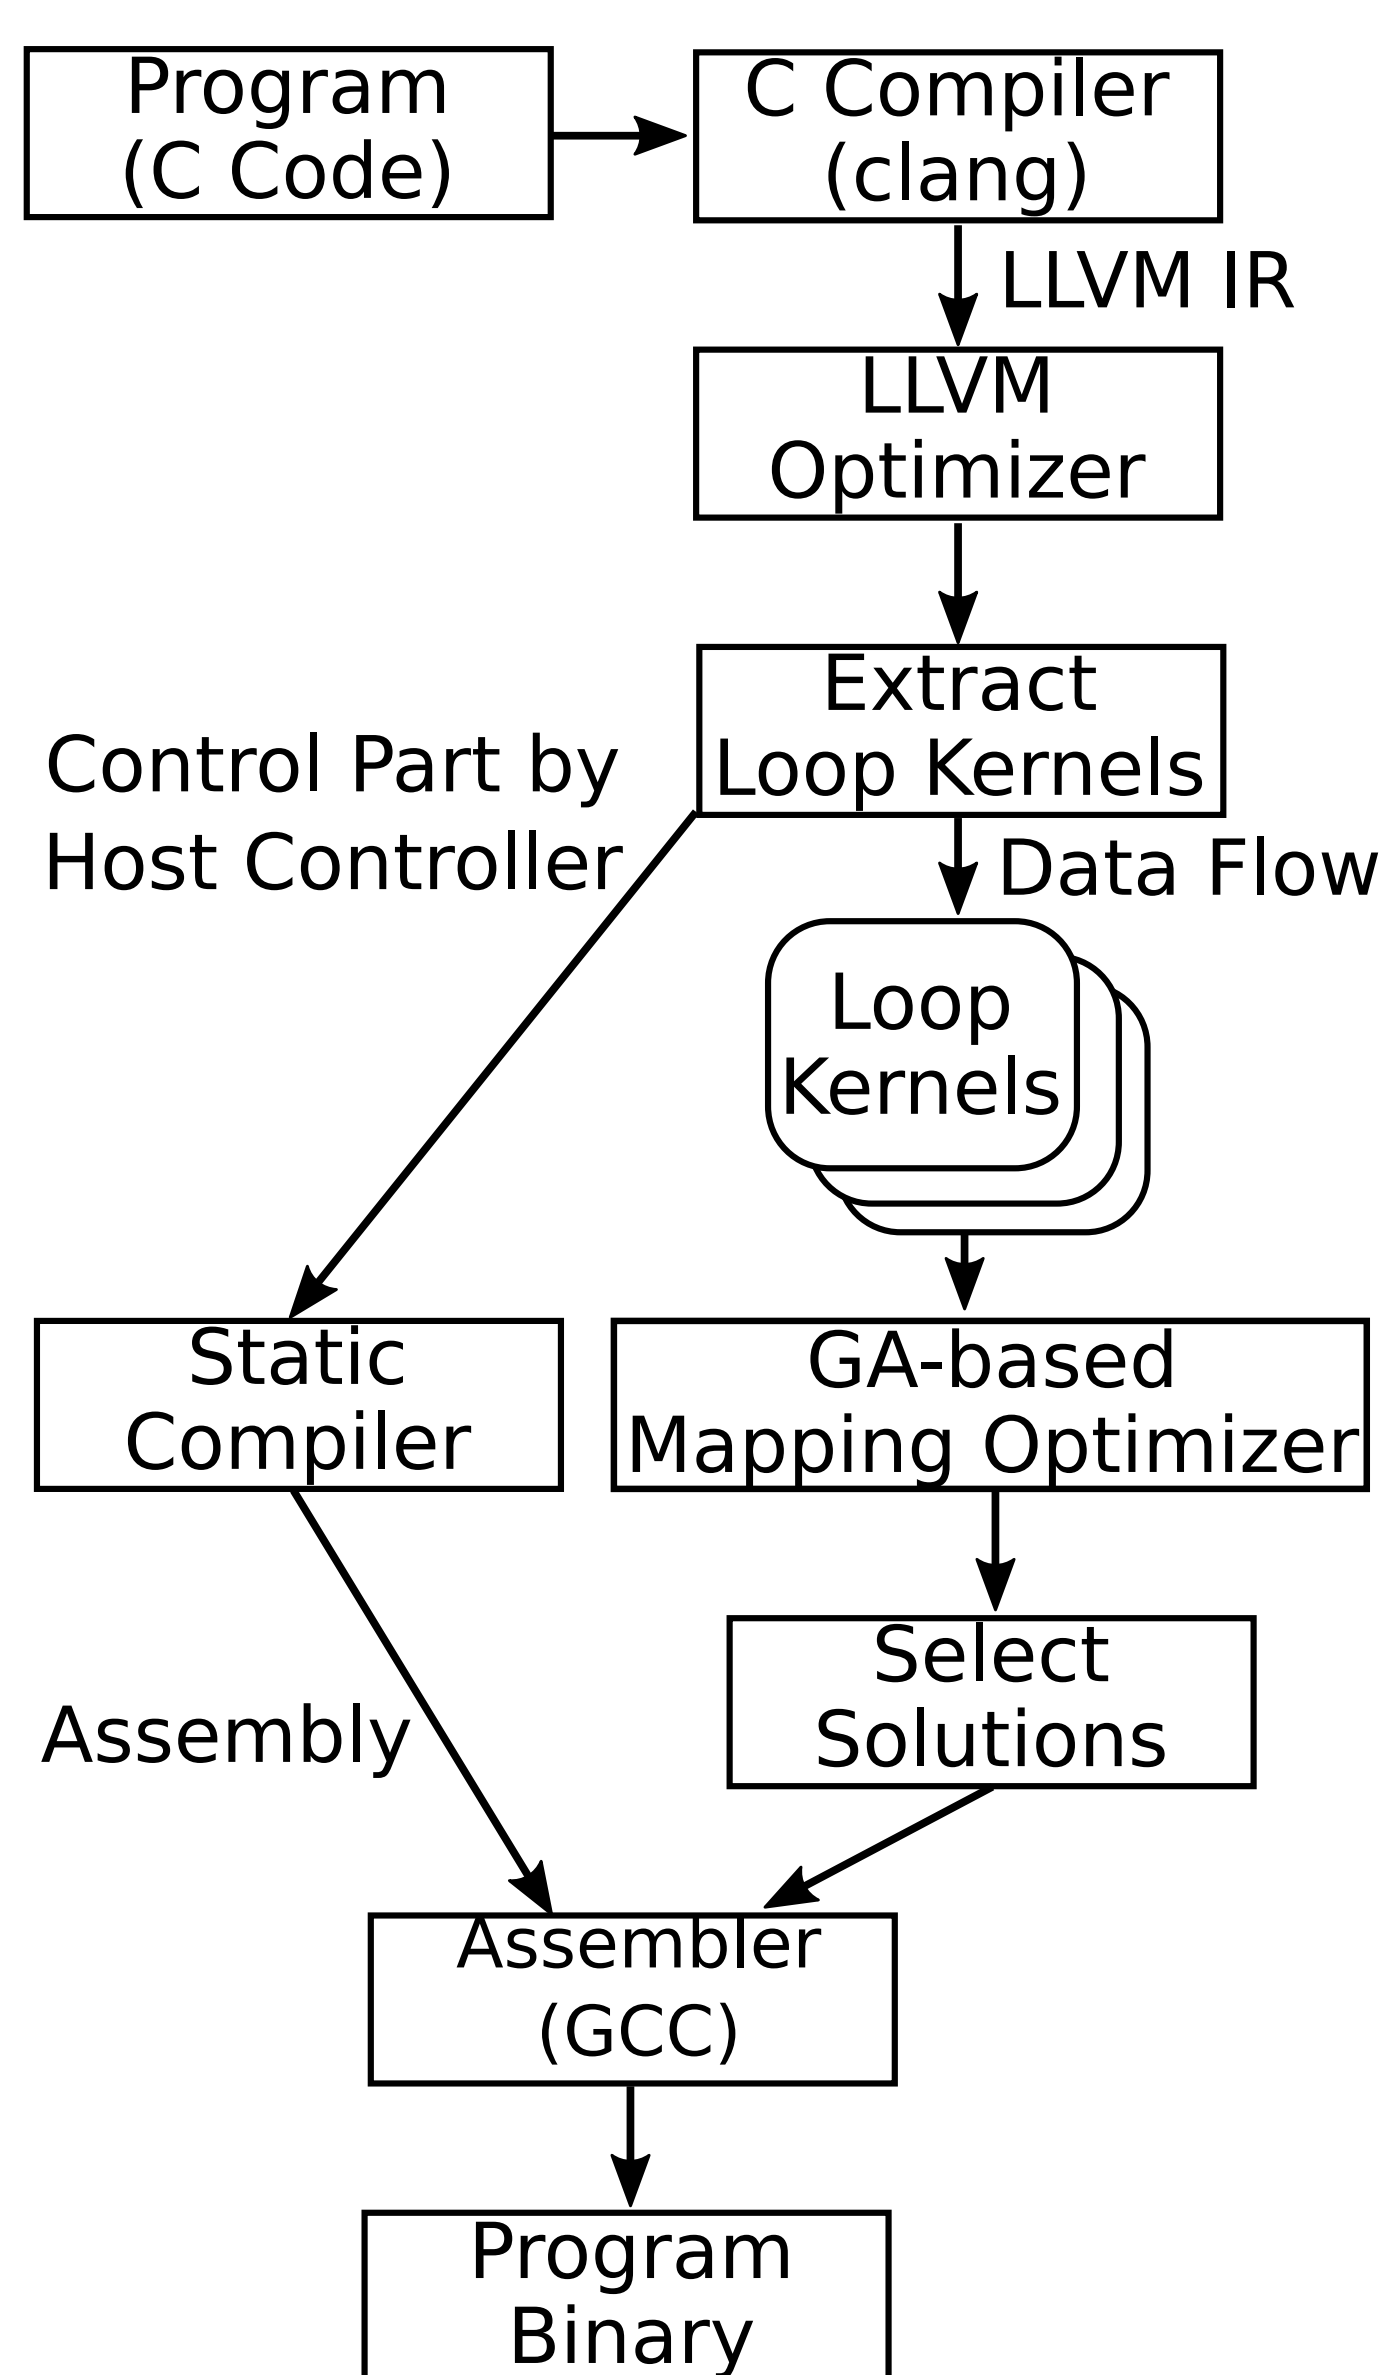 Program
(C Code)
C Compiler
(clang)
LLVM IR
LLVM
Optimizer
Extract
Loop Kernels
Control Part by
Host Controller
Data Flow
Loop
Kernels
Static
Compiler
GA-based
Mapping Optimizer
Select
Solutions
Assembly
Assembler
(GCC)
Program
Binary